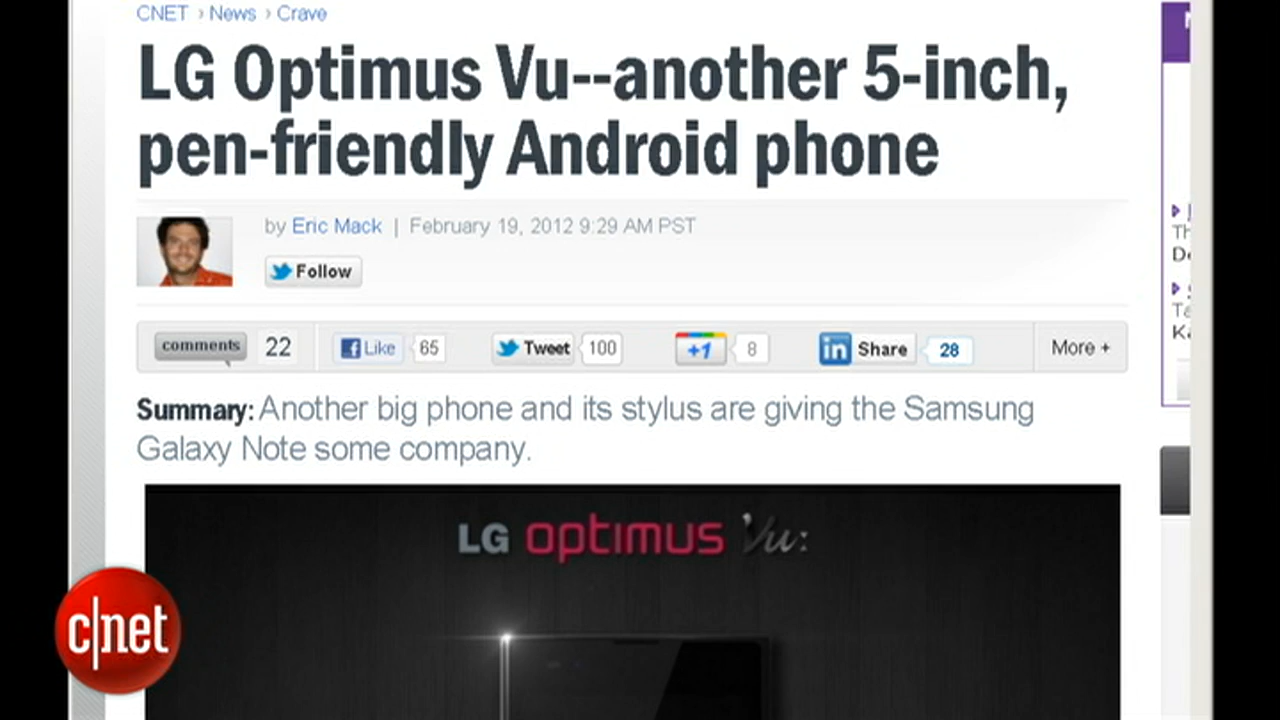 CNET › News › Crave
LG Optimus Vu--another 5-inch,
pen-friendly Android phone
by Eric Mack | February 19, 2012 9:29 AM PST
Follow
comments 22 Like 65 Tweet 100 +1 8 in Share 28 More +
Summary: Another big phone and its stylus are giving the Samsung
Galaxy Note some company.
LG optimus Vu:
c|net